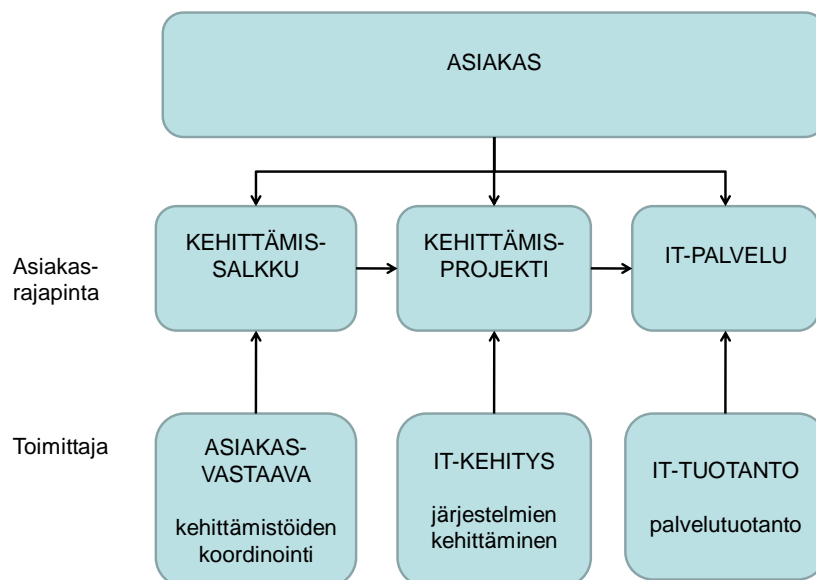 ASIAKAS
Asiakas-
rajapinta
KEHITTÄMIS-
SALKKU
KEHITTÄMIS-
PROJEKTI
IT-PALVELU
Toimittaja
ASIAKAS-
VASTAAVA
kehittämistöiden
koordinointi
IT-KEHITYS
järjestelmien
kehittäminen
IT-TUOTANTO
palvelutuotanto